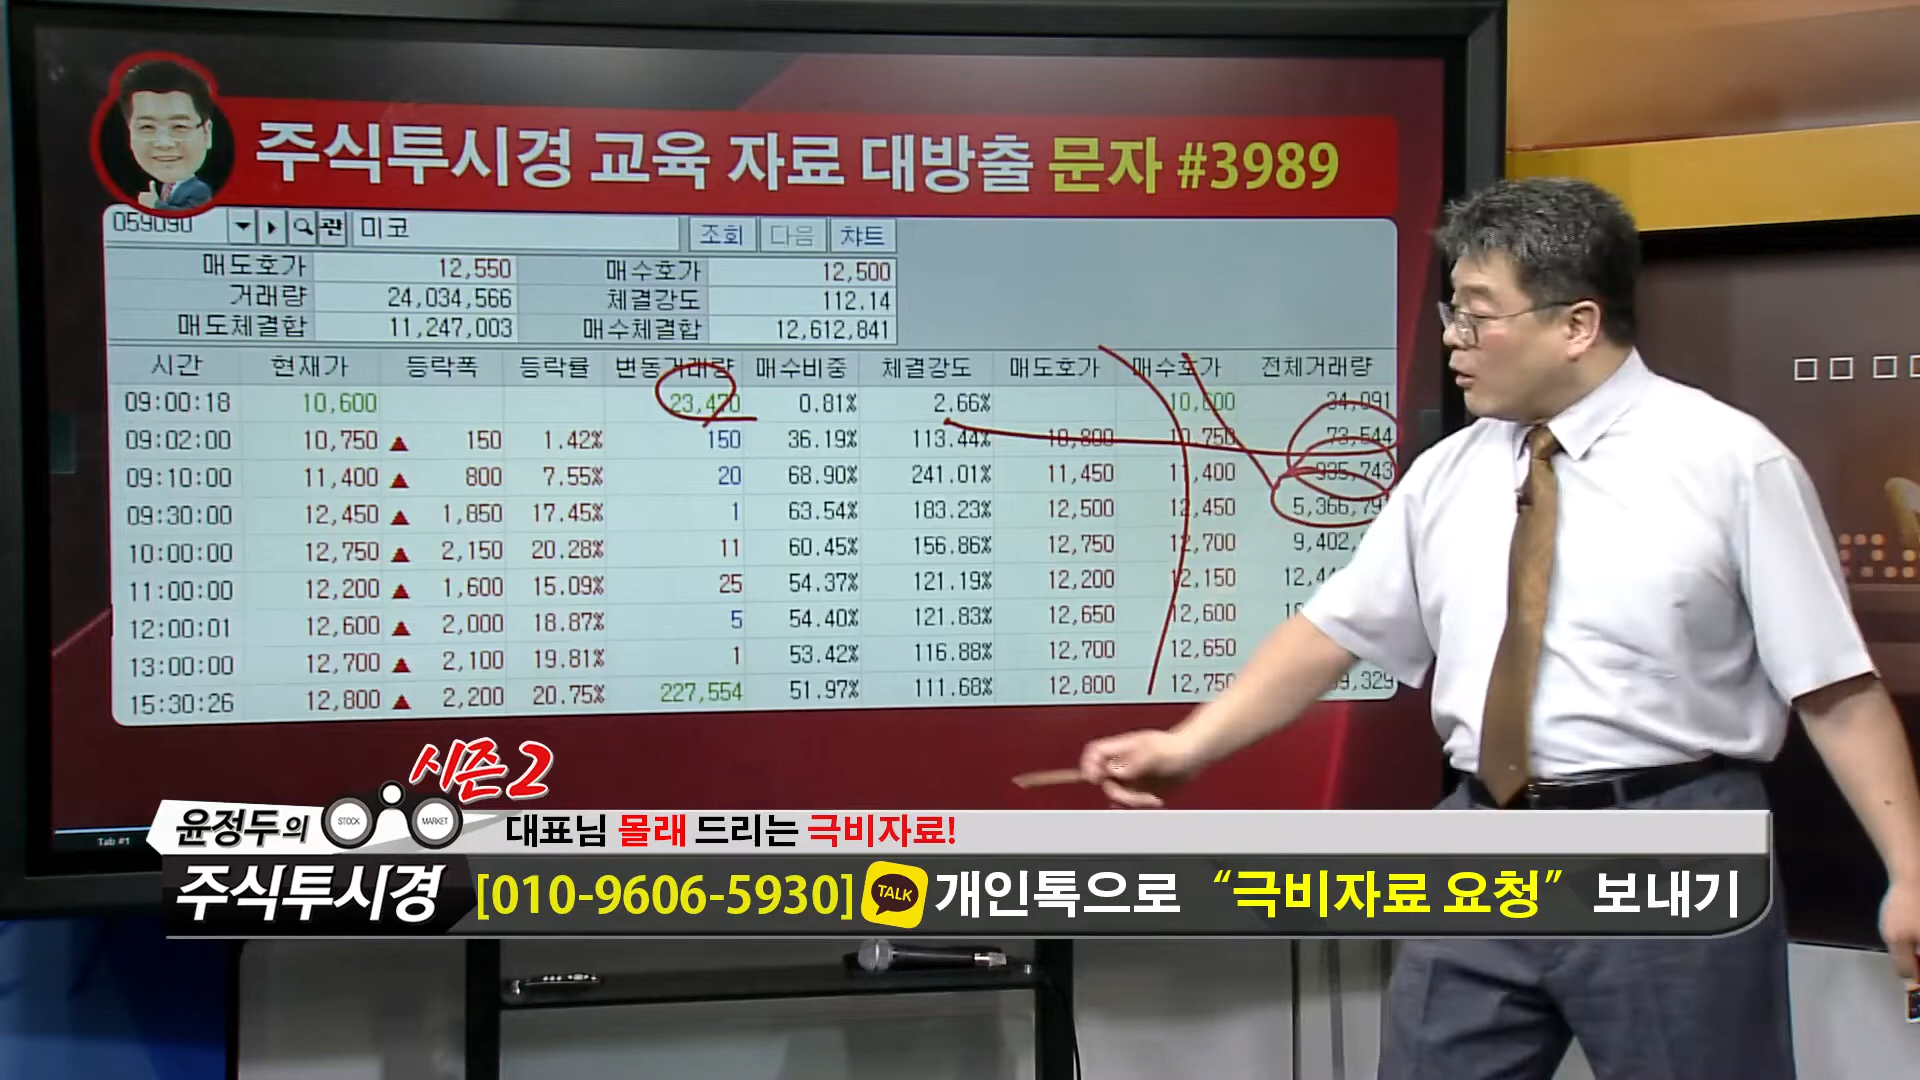 주식투시경 교육 자료 대방출 문자 #3989
059090 관 미코 조회 다음 챠트
매도호가 12,550 매수호가 12,500
거래량 24,034,566 체결강도 112.14
매도체결합 11,247,003 매수체결합 12,612,841
시간 현재가 등락폭 등락률 변동거래량 매수비중 체결강도 매도호가 매수호가 전체거래량
09:00:18 10,600 23,470 0.81% 2.66% 10,600 34,091
09:02:00 10,750 ▲ 150 1.42% 150 36.19% 113.44% 10,800 10,750 73,544
09:10:00 11,400 ▲ 800 7.55% 20 68.90% 241.01% 11,450 11,400 935,743
09:30:00 12,450 ▲ 1,850 17.45% 1 63.54% 183.23% 12,500 12,450
10:00:00 12,750 ▲ 2,150 20.28% 11 60.45% 156.86% 12,750 12,700
11:00:00 12,200 ▲ 1,600 15.09% 25 54.37% 121.19% 12,200 12,150
12:00:01 12,600 ▲ 2,000 18.87% 5 54.40% 121.83% 12,650 12,600
13:00:00 12,700 ▲ 2,100 19.81% 1 53.42% 116.88% 12,700 12,650
15:30:26 12,800 ▲ 2,200 20.75% 227,554 51.97% 111.68% 12,800 12,750
Tab #1
시즌2
윤정두의 STOCK MARKET
주식투시경
대표님 몰래 드리는 극비자료!
[010-9606-5930] TALK 개인톡으로 “극비자료 요청” 보내기